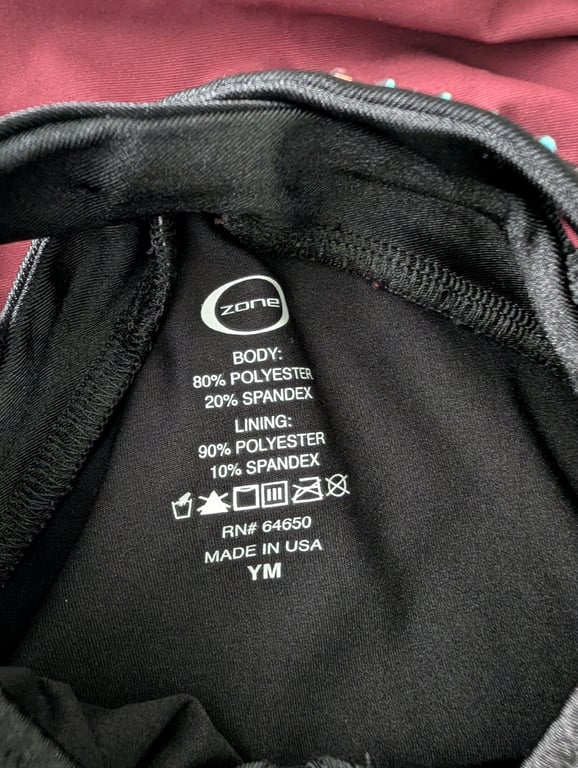 ZONE
BODY:
80% POLYESTER
20% SPANDEX
LINING:
90% POLYESTER
10% SPANDEX
RN# 64650
MADE IN USA
YM